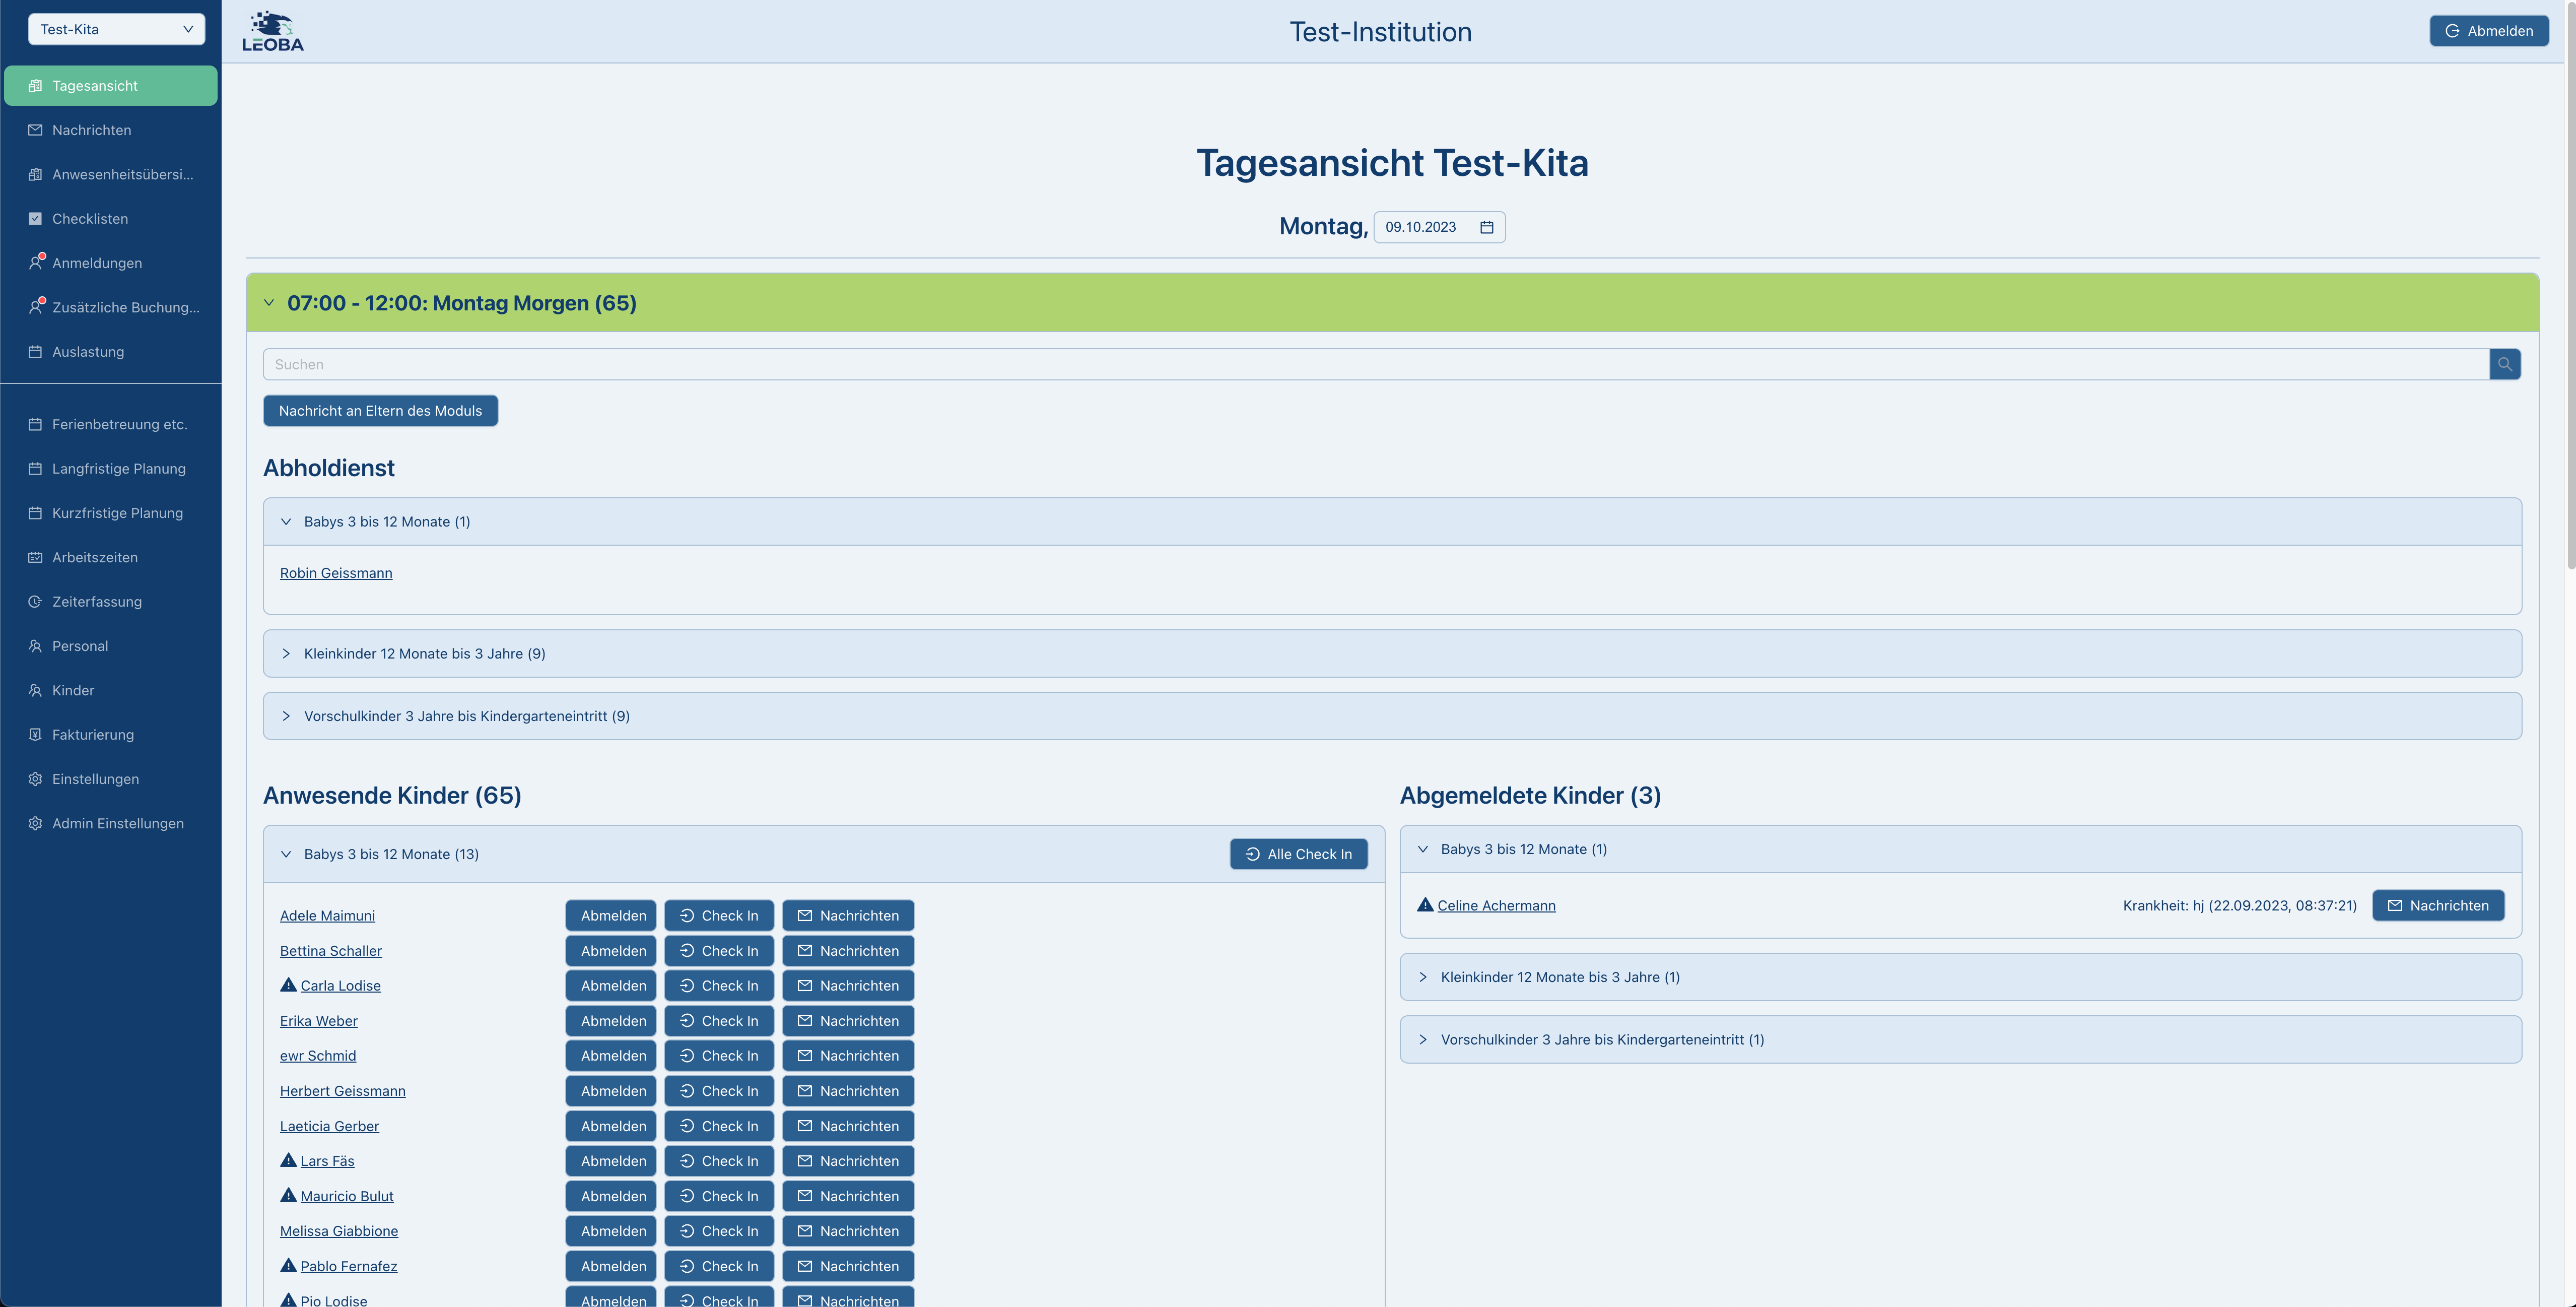 Test-Kita
LEOBA
Test-Institution
Abmelden
Tagesansicht
Nachrichten
Anwesenheitsübersi...
Checklisten
Anmeldungen
Zusätzliche Buchung...
Auslastung
Ferienbetreuung etc.
Langfristige Planung
Kurzfristige Planung
Arbeitszeiten
Zeiterfassung
Personal
Kinder
Fakturierung
Einstellungen
Admin Einstellungen
Tagesansicht Test-Kita
Montag, 09.10.2023
07:00 - 12:00: Montag Morgen (65)
Suchen
Nachricht an Eltern des Moduls
Abholdienst
Babys 3 bis 12 Monate (1)
Robin Geissmann
Kleinkinder 12 Monate bis 3 Jahre (9)
Vorschulkinder 3 Jahre bis Kindergarteneintritt (9)
Anwesende Kinder (65)
Babys 3 bis 12 Monate (13) Alle Check In
Adele Maimuni Abmelden Check In Nachrichten
Bettina Schaller Abmelden Check In Nachrichten
Carla Lodise Abmelden Check In Nachrichten
Erika Weber Abmelden Check In Nachrichten
ewr Schmid Abmelden Check In Nachrichten
Herbert Geissmann Abmelden Check In Nachrichten
Laeticia Gerber Abmelden Check In Nachrichten
Lars Fäs Abmelden Check In Nachrichten
Mauricio Bulut Abmelden Check In Nachrichten
Melissa Giabbione Abmelden Check In Nachrichten
Pablo Fernafez Abmelden Check In Nachrichten
Pio Lodise Abmelden Check In Nachrichten
Abgemeldete Kinder (3)
Babys 3 bis 12 Monate (1)
Celine Achermann Krankheit: hj (22.09.2023, 08:37:21) Nachrichten
Kleinkinder 12 Monate bis 3 Jahre (1)
Vorschulkinder 3 Jahre bis Kindergarteneintritt (1)